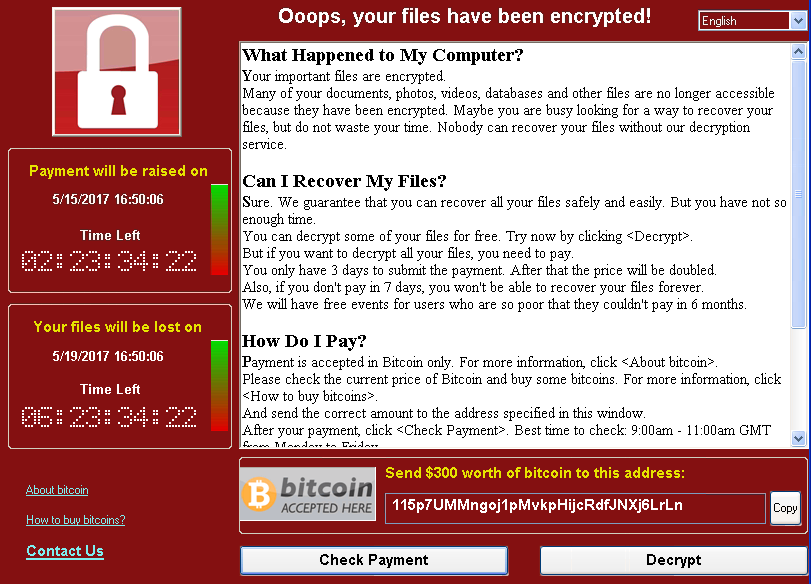 Ooops, your files have been encrypted!
English
Payment will be raised on
5/15/2017 16:50:06
Time Left
02:23:34:22
Your files will be lost on
5/19/2017 16:50:06
Time Left
06:23:34:22
About bitcoin
How to buy bitcoins?
Contact Us
What Happened to My Computer?
Your important files are encrypted.
Many of your documents, photos, videos, databases and other files are no longer accessible
because they have been encrypted. Maybe you are busy looking for a way to recover your
files, but do not waste your time. Nobody can recover your files without our decryption
service.
Can I Recover My Files?
Sure. We guarantee that you can recover all your files safely and easily. But you have not so
enough time.
You can decrypt some of your files for free. Try now by clicking <Decrypt>.
But if you want to decrypt all your files, you need to pay.
You only have 3 days to submit the payment. After that the price will be doubled.
Also, if you don't pay in 7 days, you won't be able to recover your files forever.
We will have free events for users who are so poor that they couldn't pay in 6 months.
How Do I Pay?
Payment is accepted in Bitcoin only. For more information, click <About bitcoin>.
Please check the current price of Bitcoin and buy some bitcoins. For more information, click
<How to buy bitcoins>.
And send the correct amount to the address specified in this window.
After your payment, click <Check Payment>. Best time to check: 9:00am - 11:00am GMT
from Monday to Friday.
bitcoin
ACCEPTED HERE
Send $300 worth of bitcoin to this address:
115p7UMMngoj1pMvkpHijcRdfJNXj6LrLn
Copy
Check Payment
Decrypt